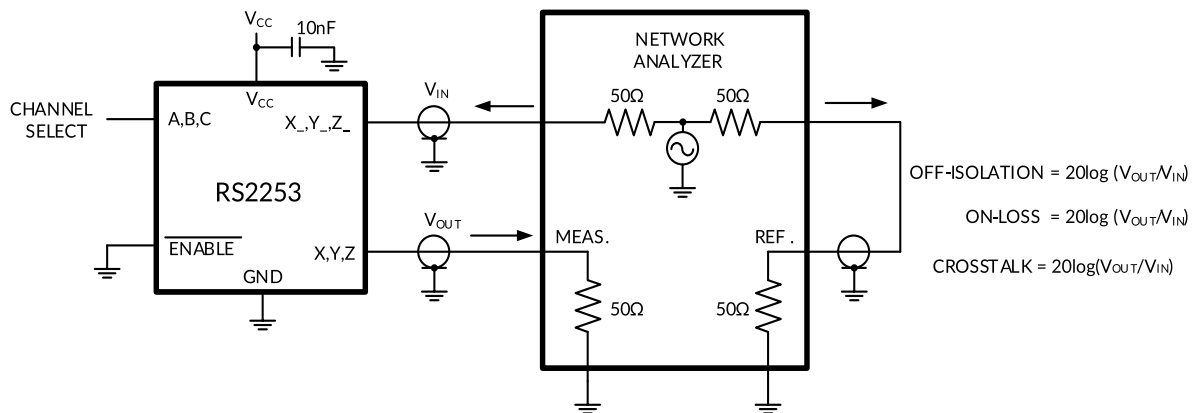 VCC
10nF
NETWORK
ANALYZER
VCC
VIN
50Ω
50Ω
CHANNEL
SELECT
A,B,C
X_,Y_,Z_
RS2253
OFF-ISOLATION = 20log (VOUT/VIN)
ON-LOSS = 20log (VOUT/VIN)
CROSSTALK = 20log(VOUT/VIN)
VOUT
MEAS.
REF .
ENABLE
X,Y,Z
GND
50Ω
50Ω